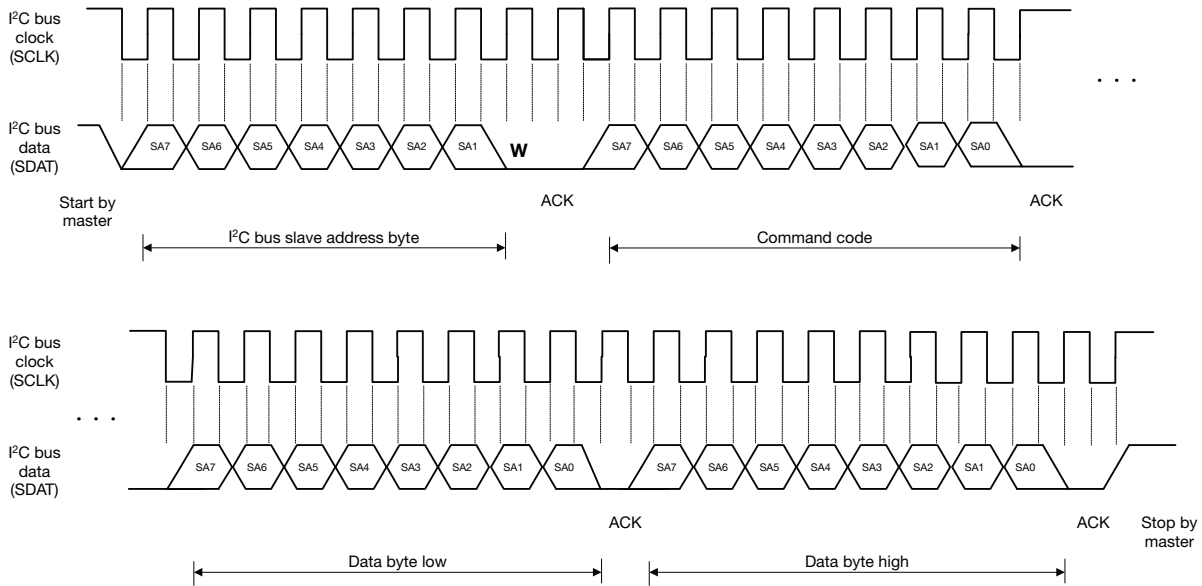 I²C bus
clock
(SCLK)
. . .
I²C bus
data
(SDAT)
SA7 SA6 SA5 SA4 SA3 SA2 SA1 W SA7 SA6 SA5 SA4 SA3 SA2 SA1 SA0
Start by
master
ACK ACK
I²C bus slave address byte Command code
I²C bus
clock
(SCLK)
. . .
I²C bus
data
(SDAT)
SA7 SA6 SA5 SA4 SA3 SA2 SA1 SA0 SA7 SA6 SA5 SA4 SA3 SA2 SA1 SA0
ACK ACK Stop by
master
Data byte low Data byte high